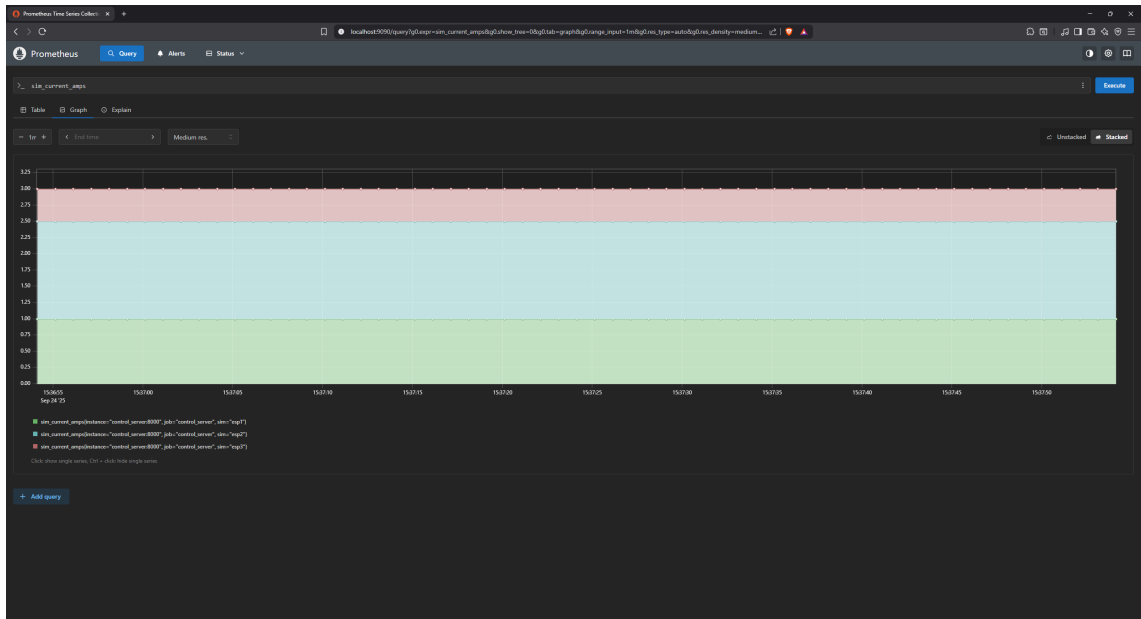 Prometheus Time Series Collecti
localhost:9090/query?g0.expr=sim_current_amps&g0.show_tree=0&g0.tab=graph&g0.range_input=1m&g0.res_type=auto&g0.res_density=medium...
Prometheus Query Alerts Status
>_ sim_current_amps Execute
Table Graph Explain
− 1m + < End time > Medium res. Unstacked Stacked
3.25
3.00
2.75
2.50
2.25
2.00
1.75
1.50
1.25
1.00
0.75
0.50
0.25
0.00
15:36:55 15:37:00 15:37:05 15:37:10 15:37:15 15:37:20 15:37:25 15:37:30 15:37:35 15:37:40 15:37:45 15:37:50
Sep 24 '25
sim_current_amps{instance="control_server:8000", job="control_server", sim="esp1"}
sim_current_amps{instance="control_server:8000", job="control_server", sim="esp2"}
sim_current_amps{instance="control_server:8000", job="control_server", sim="esp3"}
Click: show single series, Ctrl + click: hide single series
+ Add query